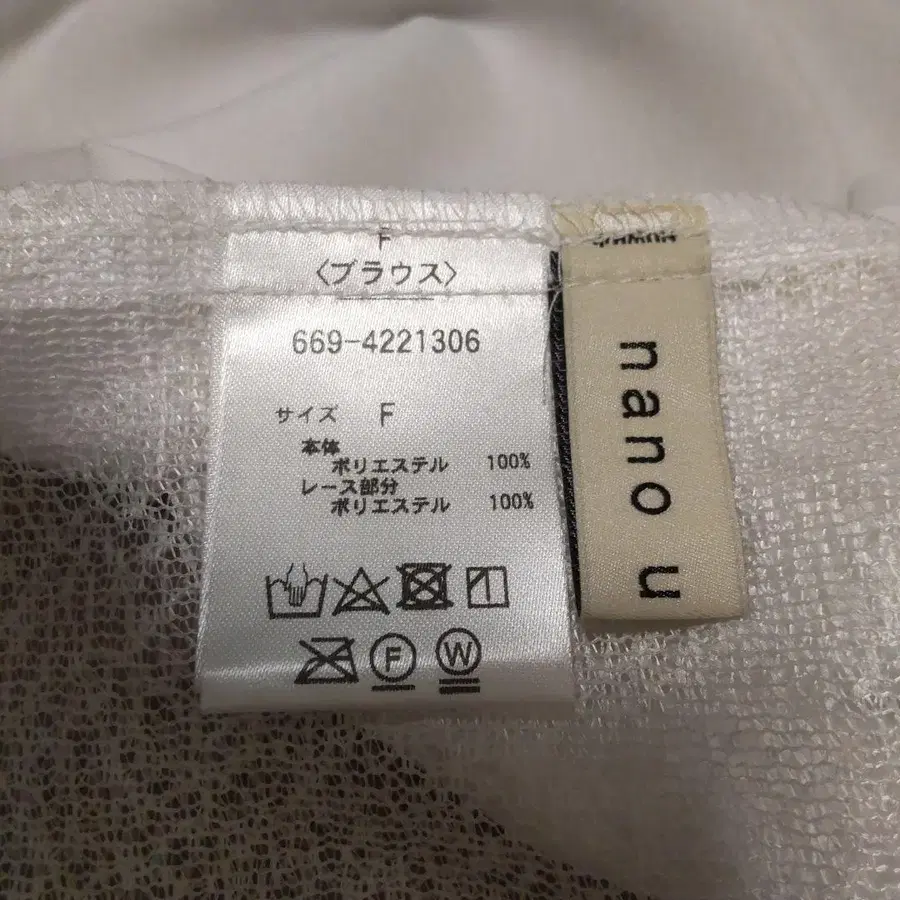 F
〈ブラウス〉
669-4221306
サイズ F
本体
ポリエステル 100%
レース部分
ポリエステル 100%
F
W
nano u